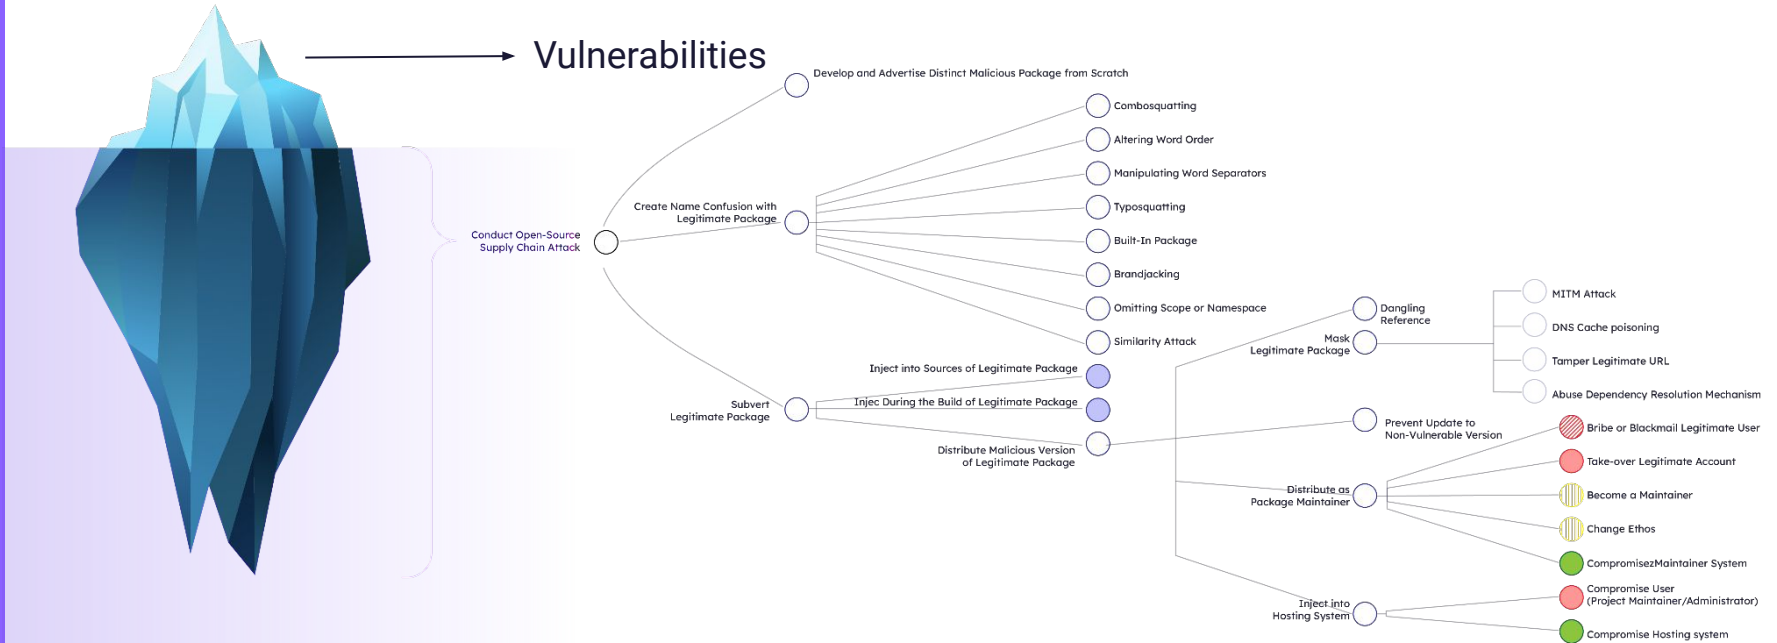 Vulnerabilities
Develop and Advertise Distinct Malicious Package from Scratch
Combosquatting
Altering Word Order
Manipulating Word Separators
Create Name Confusion with
Legitimate Package
Typosquatting
Conduct Open-Source
Supply Chain Attack
Built-In Package
Brandjacking
Omitting Scope or Namespace
Similarity Attack
Dangling
Reference
Mask
Legitimate Package
MITM Attack
DNS Cache poisoning
Tamper Legitimate URL
Abuse Dependency Resolution Mechanism
Inject into Sources of Legitimate Package
Injec During the Build of Legitimate Package
Subvert
Legitimate Package
Distribute Malicious Version
of Legitimate Package
Prevent Update to
Non-Vulnerable Version
Bribe or Blackmail Legitimate User
Take-over Legitimate Account
Distribute as
Package Maintainer
Become a Maintainer
Change Ethos
CompromisezMaintainer System
Compromise User
(Project Maintainer/Administrator)
Inject into
Hosting System
Compromise Hosting system